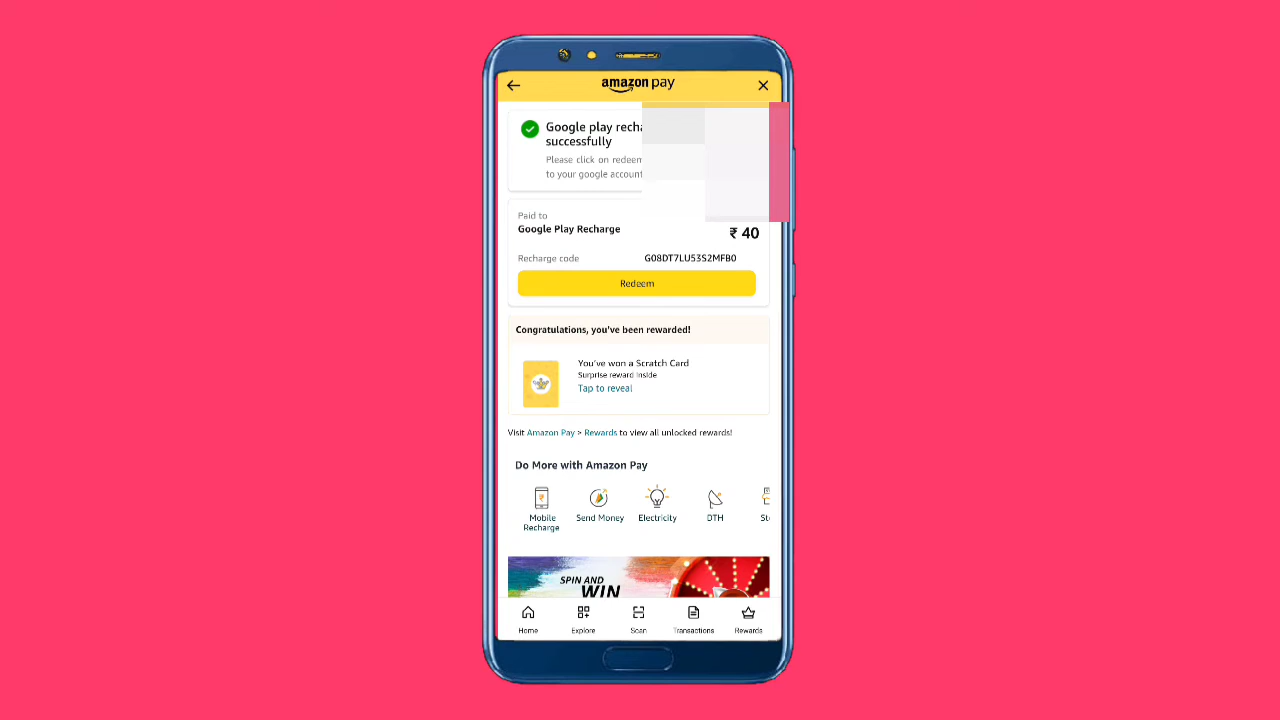 amazon pay
Google play recha
successfully
Please click on redeem
to your google account
Paid to
Google Play Recharge
₹ 40
Recharge code
G08DT7LU53S2MFB0
Redeem
Congratulations, you've been rewarded!
You've won a Scratch Card
Surprise reward inside
Tap to reveal
Visit Amazon Pay > Rewards to view all unlocked rewards!
Do More with Amazon Pay
Mobile Recharge
Send Money
Electricity
DTH
St
SPIN AND
WIN
Home
Explore
Scan
Transactions
Rewards